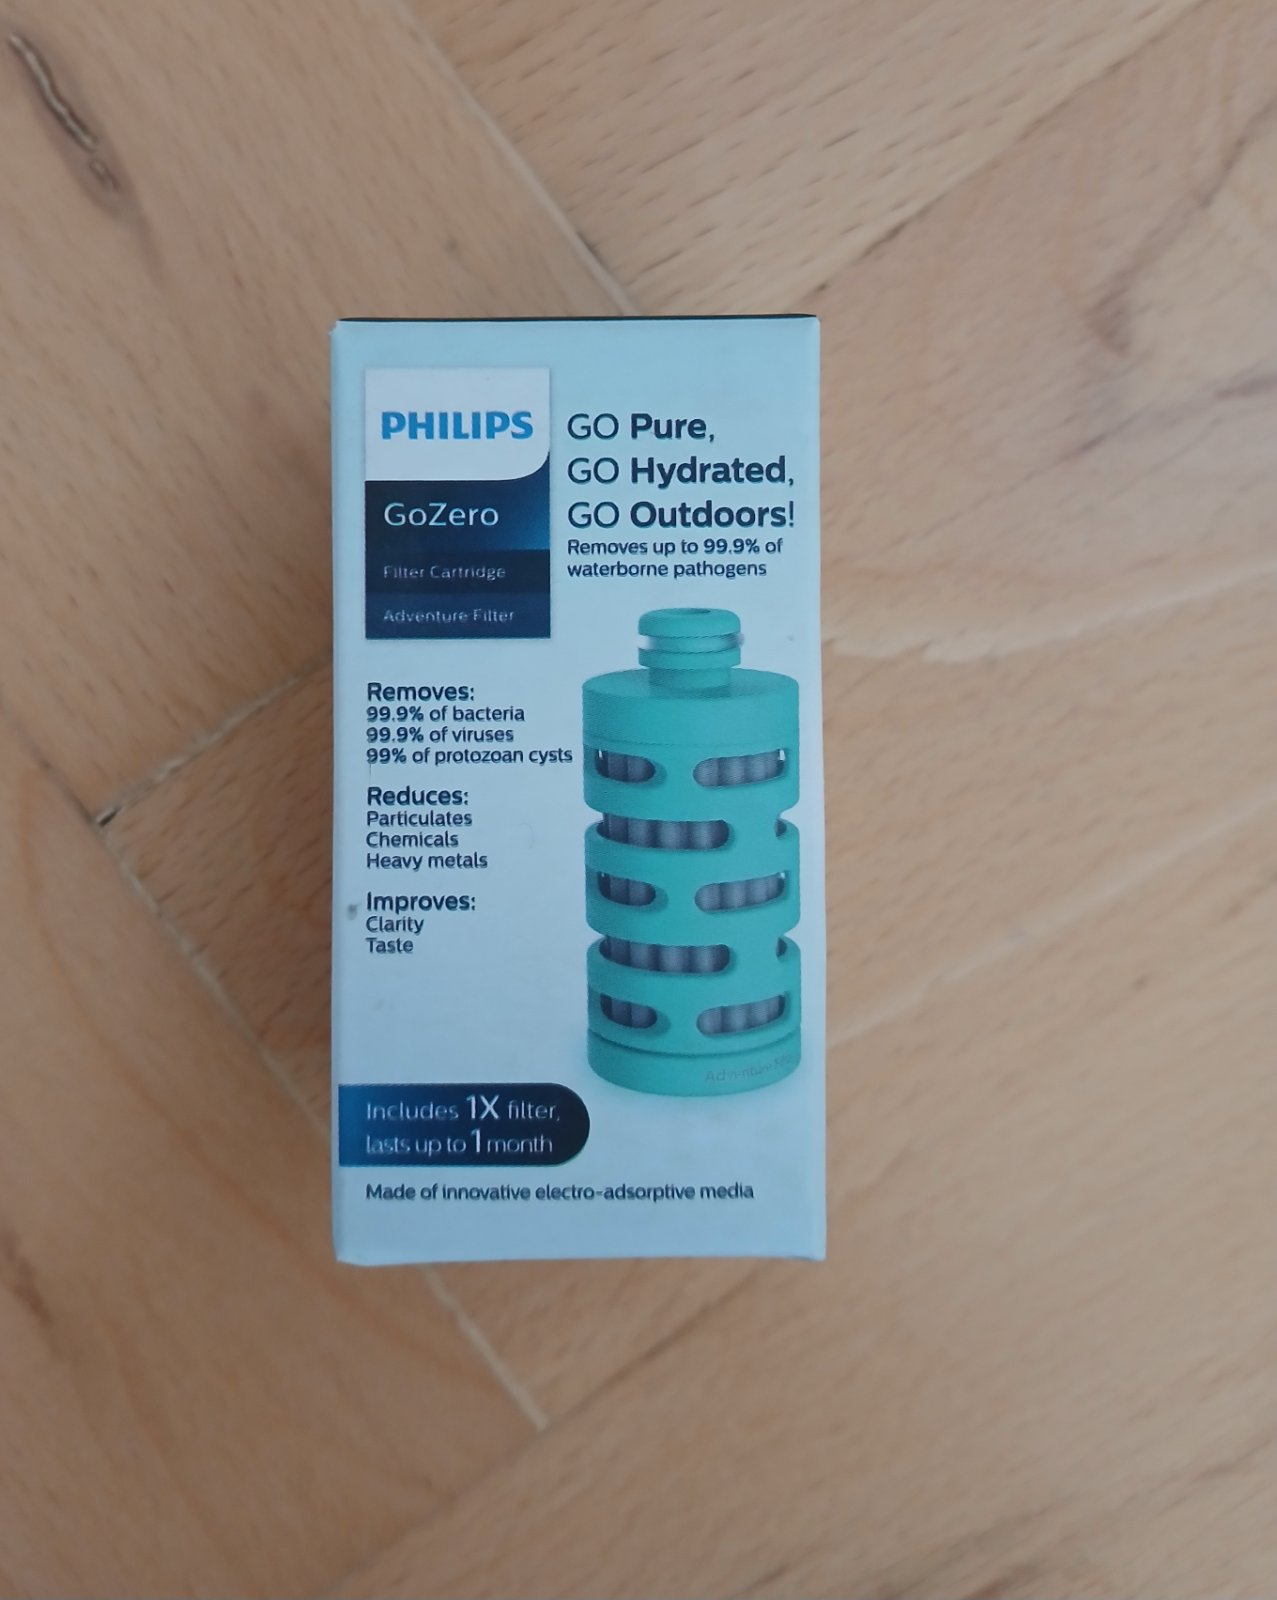 PHILIPS
GoZero
Filter Cartridge
Adventure Filter
GO Pure,
GO Hydrated,
GO Outdoors!
Removes up to 99.9% of
waterborne pathogens
Removes:
99.9% of bacteria
99.9% of viruses
99% of protozoan cysts
Reduces:
Particulates
Chemicals
Heavy metals
Improves:
Clarity
Taste
Adventure
Includes 1X filter,
lasts up to 1 month
Made of innovative electro-adsorptive media